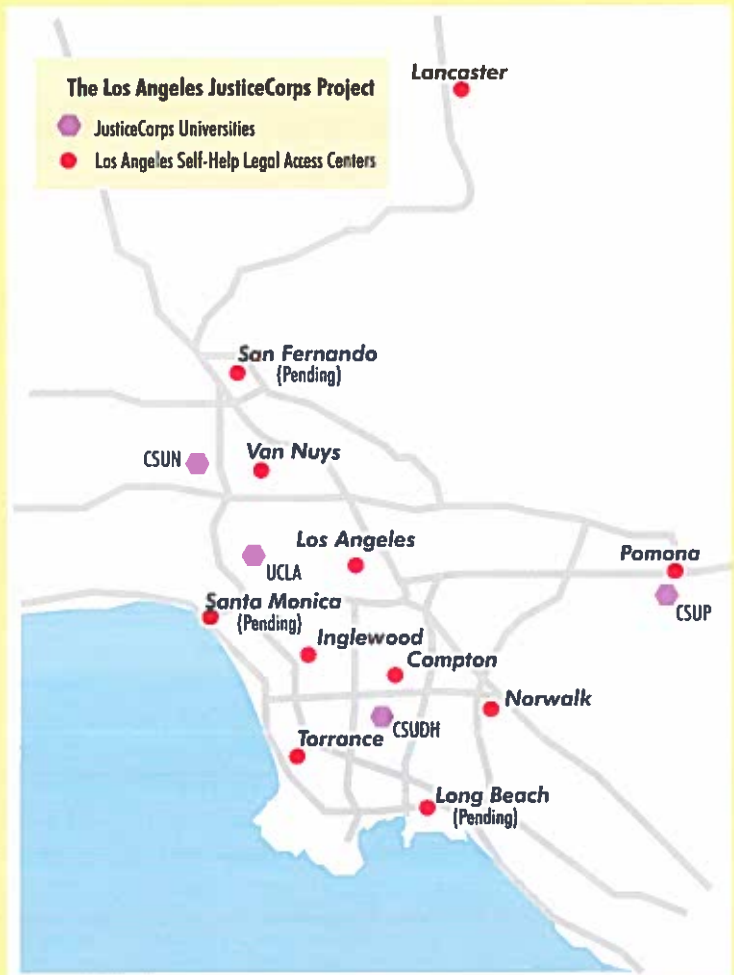 The Los Angeles JusticeCorps Project
JusticeCorps Universities
Los Angeles Self-Help Legal Access Centers
Lancaster
San Fernando
(Pending)
CSUN
Van Nuys
Los Angeles
UCLA
Pomona
CSUP
Santa Monica
(Pending)
Inglewood
Compton
Norwalk
CSUDH
Torrance
Long Beach
(Pending)